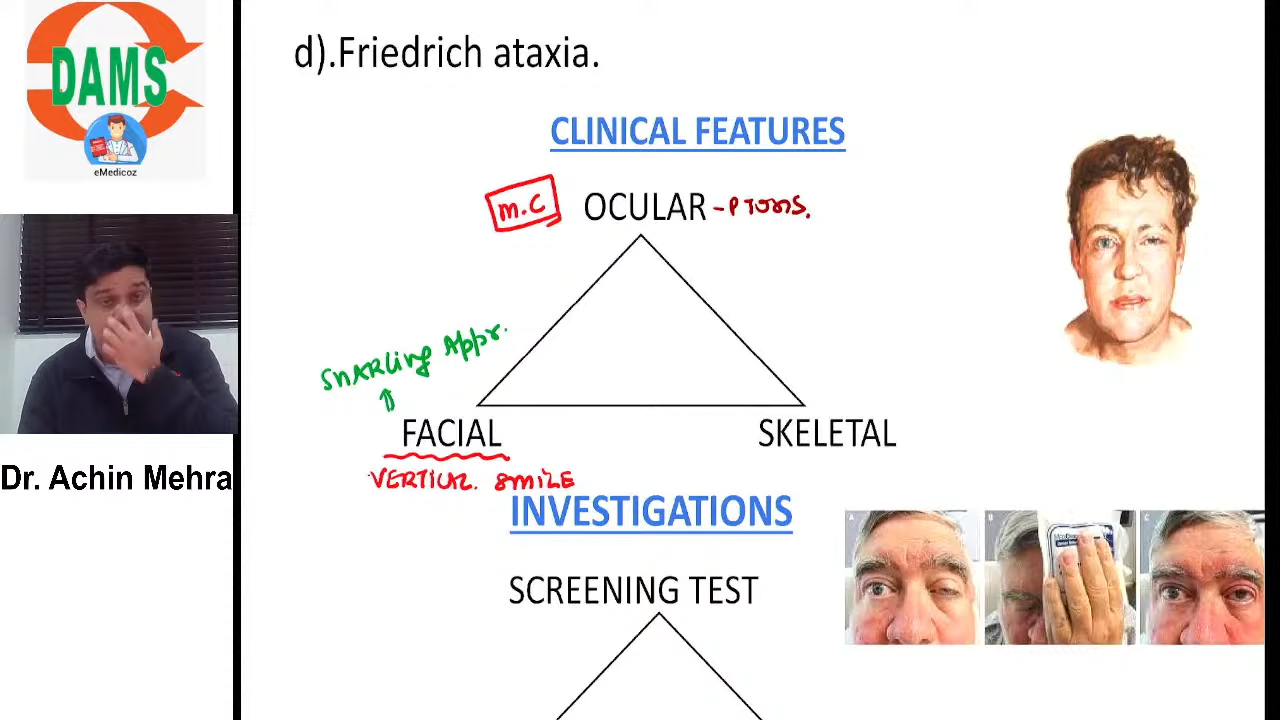 DAMS
eMedicoz
Dr. Achin Mehra
d).Friedrich ataxia.
CLINICAL FEATURES
M.C OCULAR -PTOSIS.
SNARLing Appr.
FACIAL
SKELETAL
VERTICAL SMILE
INVESTIGATIONS
A B C
SCREENING TEST